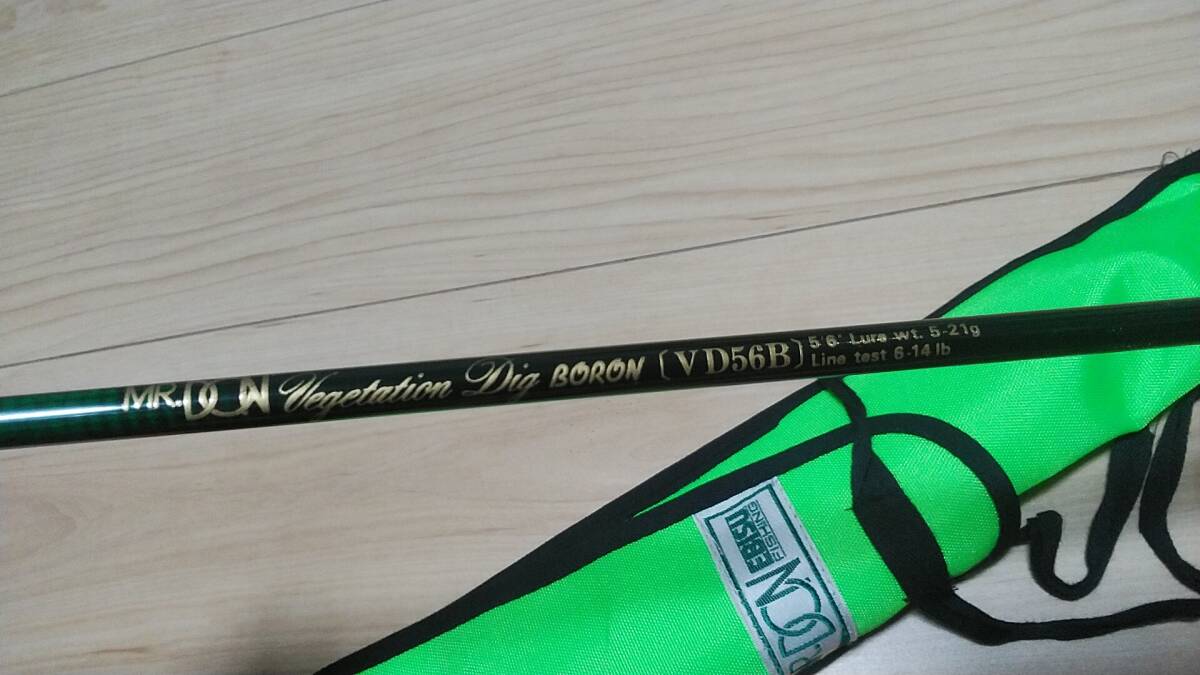 MR. DON Vegetation Dig BORON [VD56B] 5'6" Lure wt. 5-21g
Line test 6-14 lb
FISHING
EBISU
MR. DON